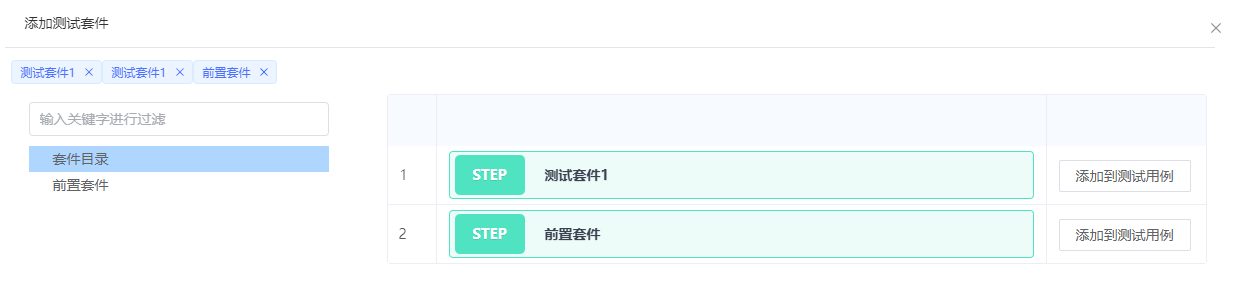 添加测试套件
测试套件1 测试套件1 前置套件
输入关键字进行过滤
套件目录
前置套件
1 STEP 测试套件1 添加到测试用例
2 STEP 前置套件 添加到测试用例